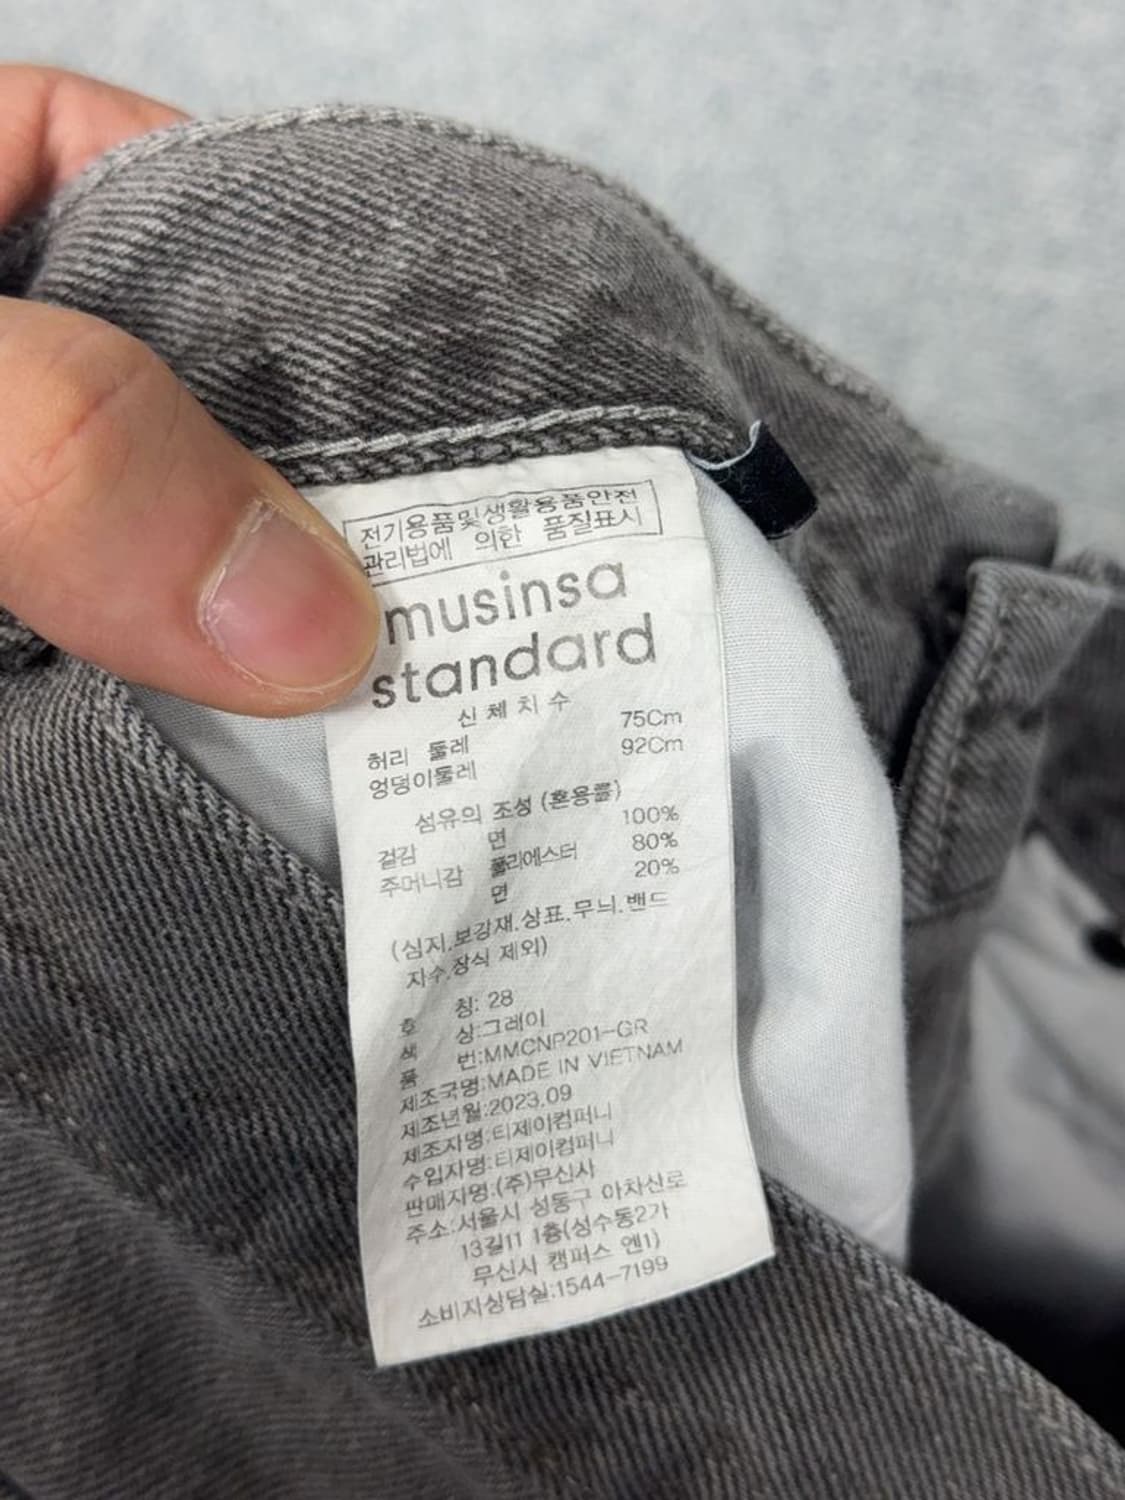 전기용품및생활용품안전
관리법에 의한 품질표시
musinsa
standard
신체치수
허리 둘레 75Cm
엉덩이둘레 92Cm
섬유의 조성 (혼용률)
겉감 면 100%
주머니감 폴리에스터 80%
면 20%
(심지.보강재.상표.무늬.밴드
자수.장식 제외)
호 칭: 28
색 상:그레이
품 번:MMCNP201-GR
제조국명:MADE IN VIETNAM
제조년월:2023.09
제조자명:티제이컴퍼니
수입자명:티제이컴퍼니
판매자명:(주)무신사
주소:서울시 성동구 아차산로
13길11 1층(성수동2가
무신사 캠퍼스 엔1)
소비자상담실:1544-7199